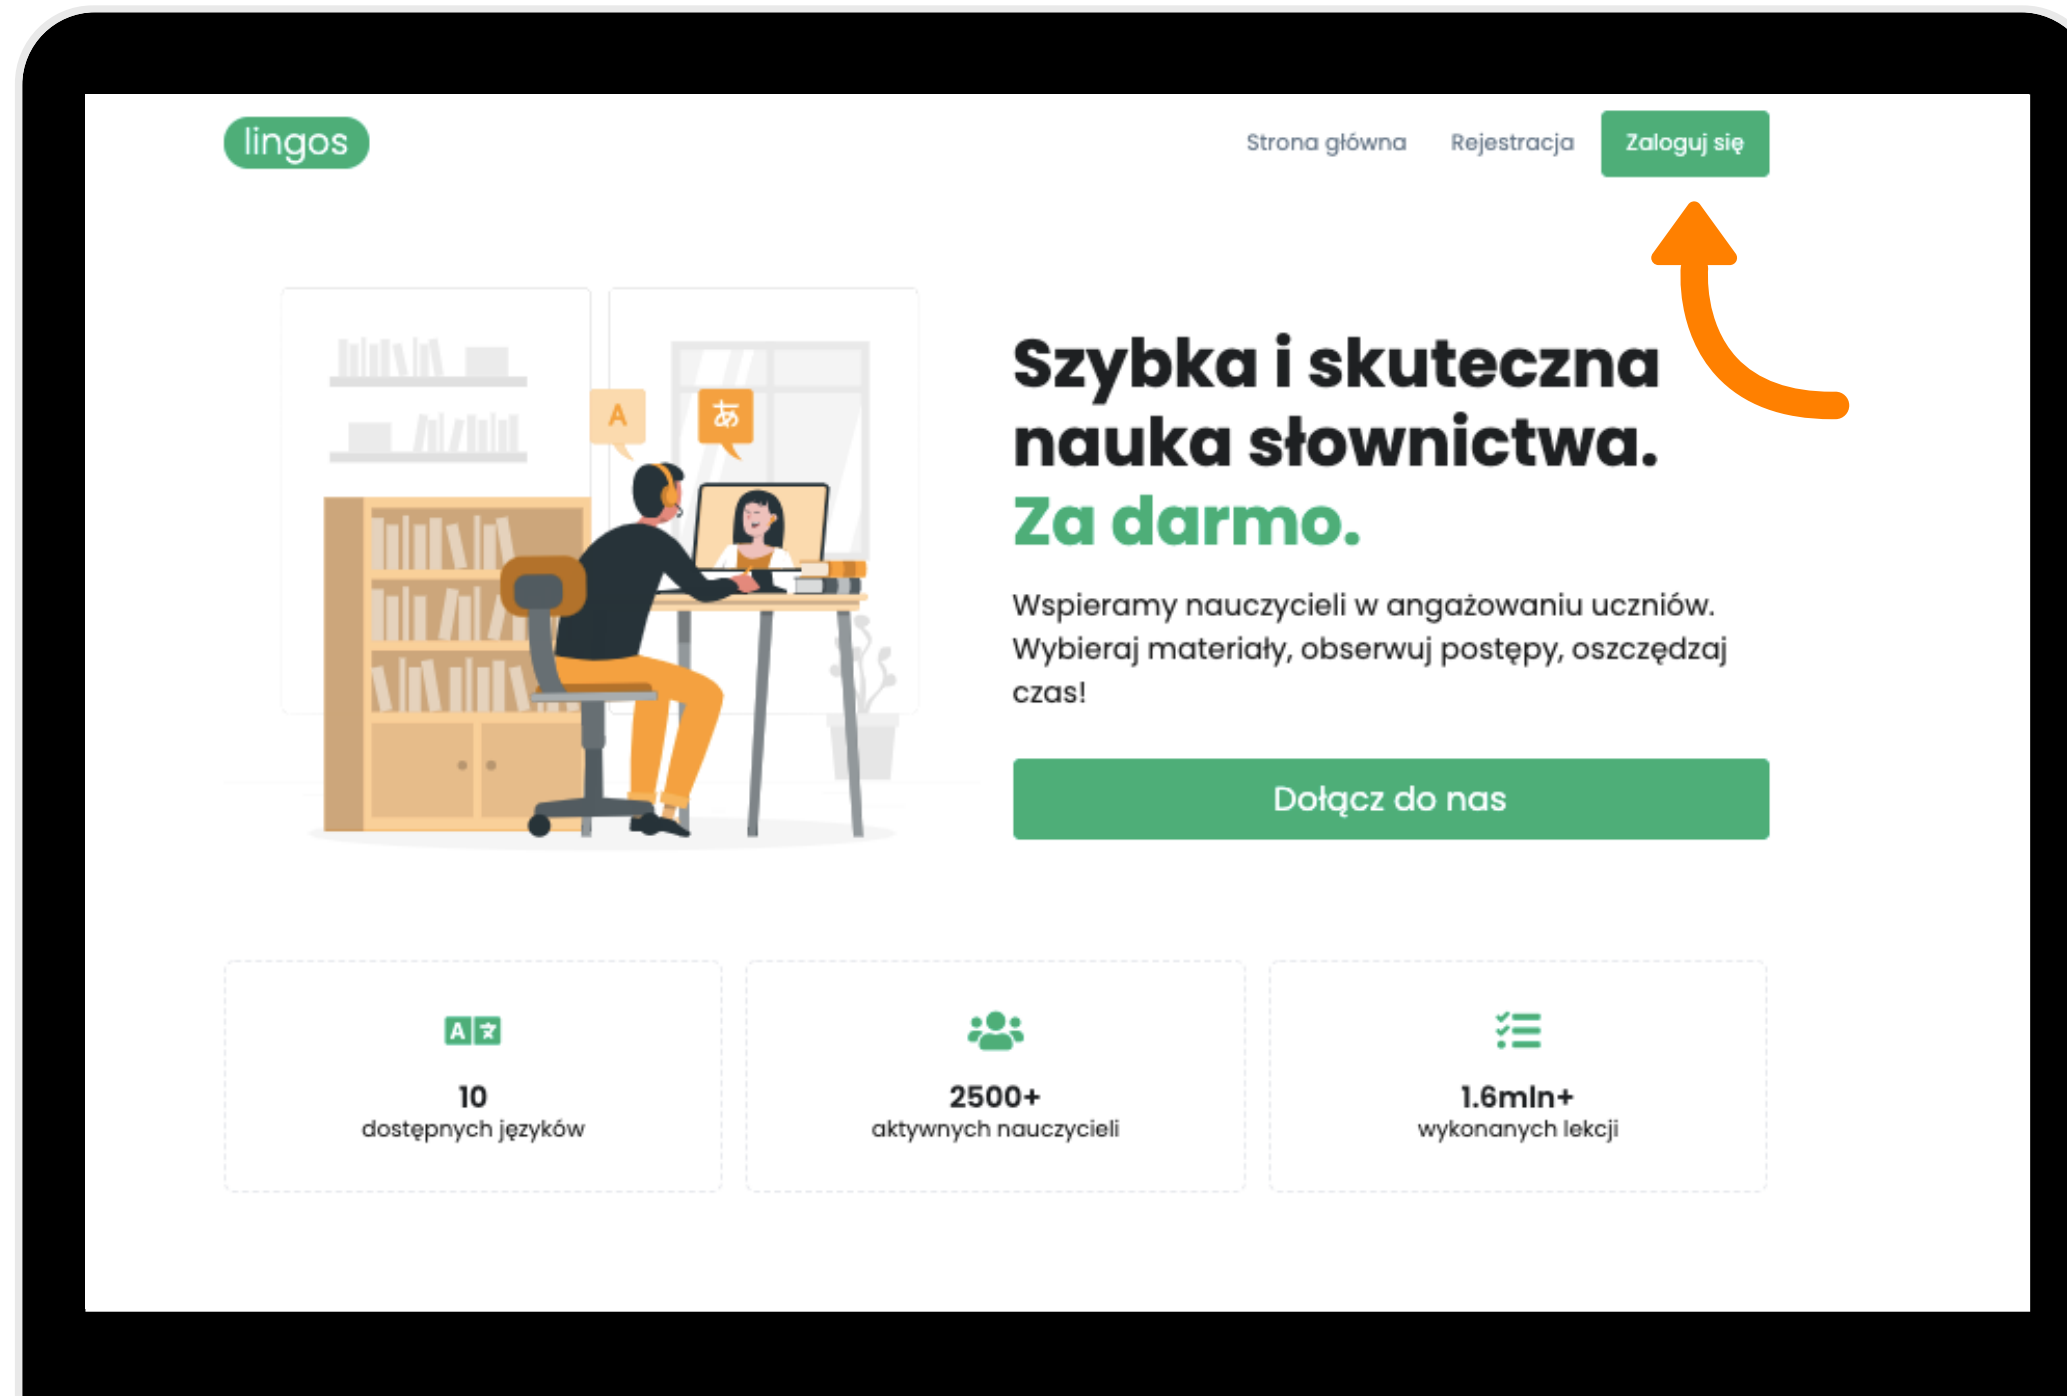 lingos
Strona główna
Rejestracja
Zaloguj się
A
あ
Szybka i skuteczna
nauka słownictwa.
Za darmo.
Wspieramy nauczycieli w angażowaniu uczniów.
Wybieraj materiały, obserwuj postępy, oszczędzaj
czas!
Dołącz do nas
A
10
dostępnych języków
2500+
aktywnych nauczycieli
1.6mln+
wykonanych lekcji